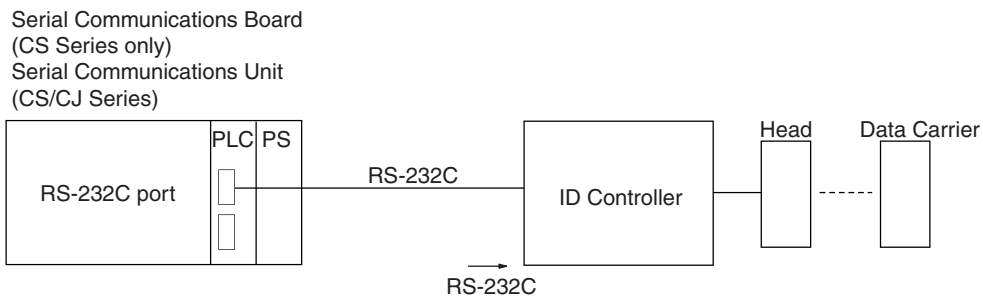 Serial Communications Board
(CS Series only)
Serial Communications Unit
(CS/CJ Series)
PLC PS
Head
Data Carrier
RS-232C port
RS-232C
ID Controller
RS-232C